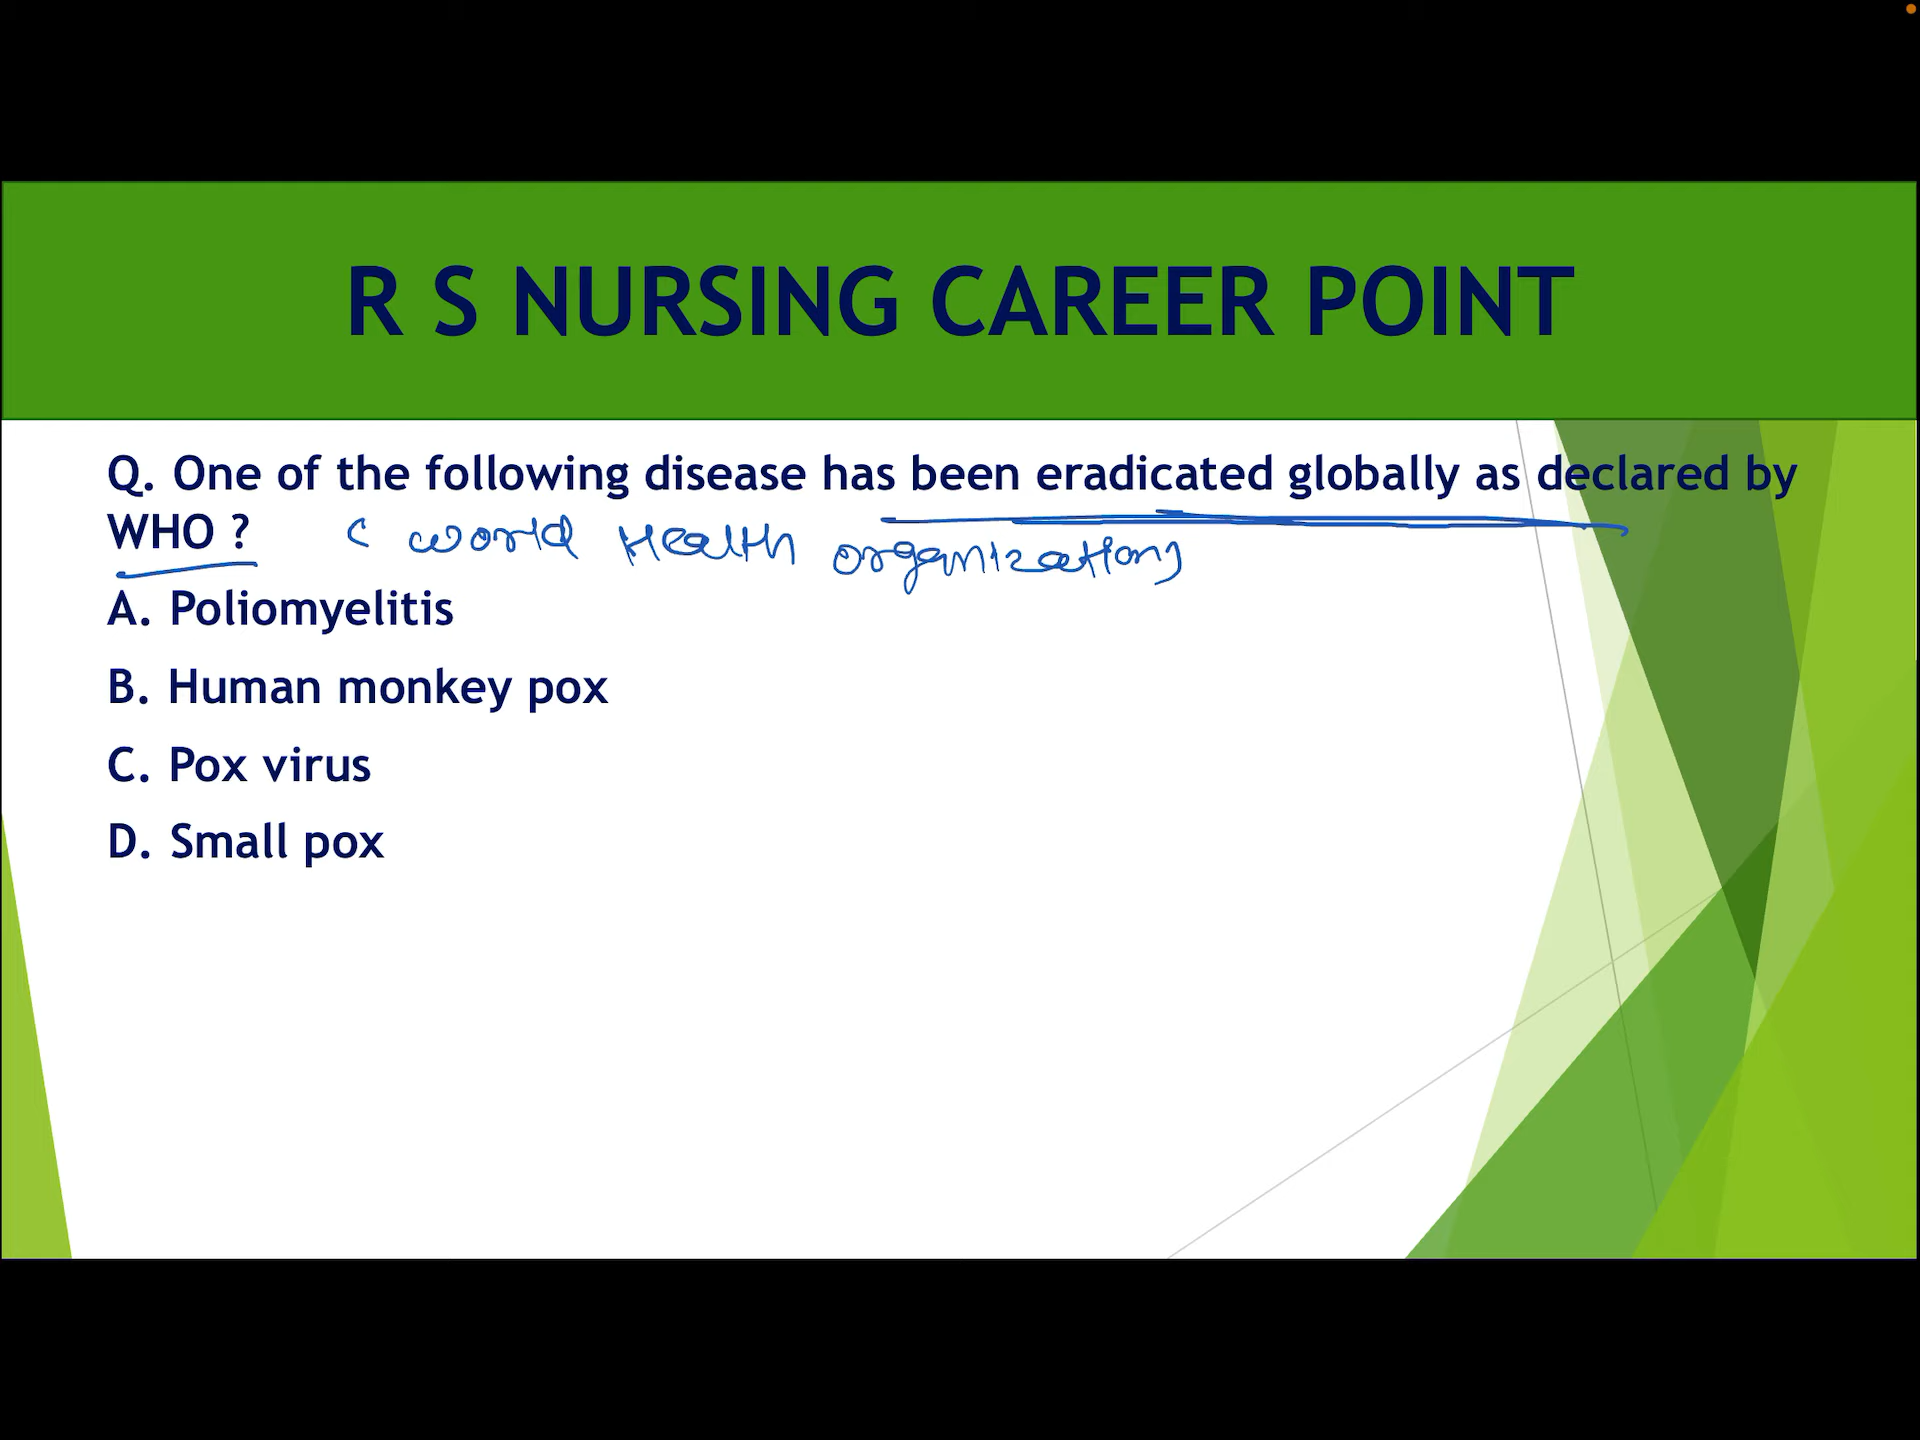 R S NURSING CAREER POINT
Q. One of the following disease has been eradicated globally as declared by
WHO ? ( world Health organization)
A. Poliomyelitis
B. Human monkey pox
C. Pox virus
D. Small pox